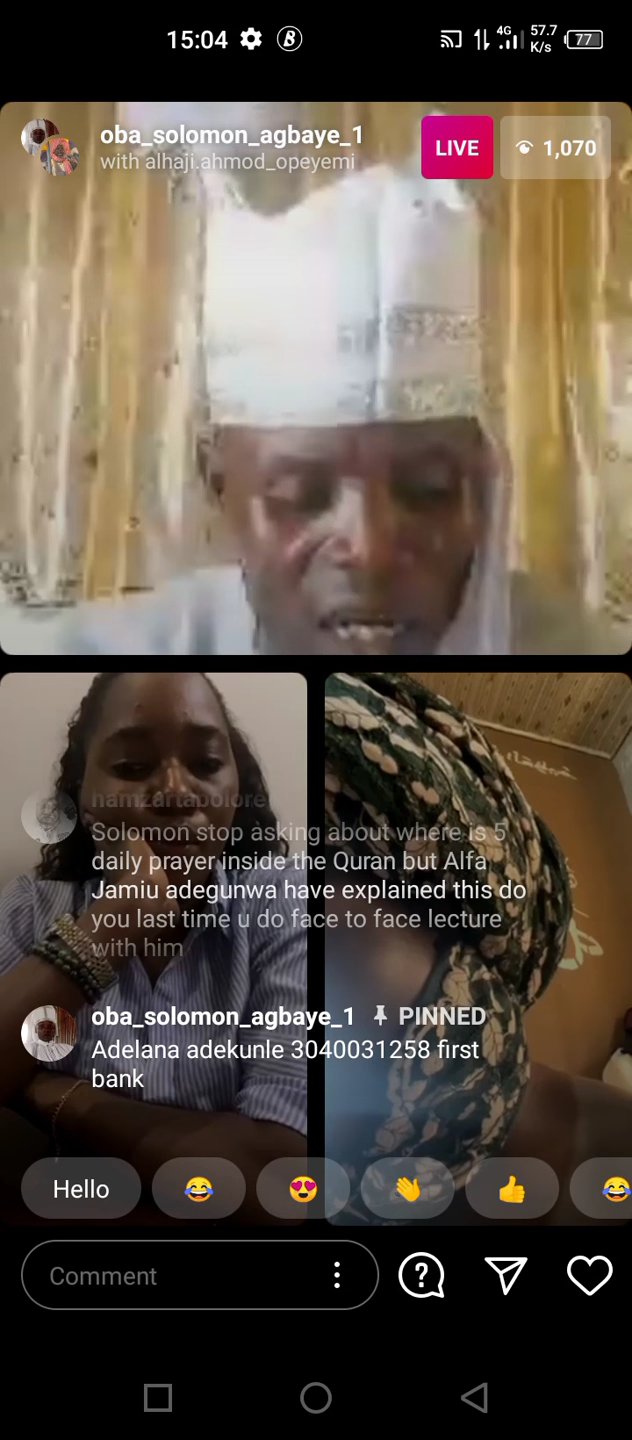 15:04
4G
57.7
K/s
77
oba_solomon_agbaye_1
with alhaji.ahmod_opeyemi
LIVE
1,070
namzartabolore
Solomon stop asking about where is 5
daily prayer inside the Quran but Alfa
Jamiu adegunwa have explained this do
you last time u do face to face lecture
with him
oba_solomon_agbaye_1 PINNED
Adelana adekunle 3040031258 first
bank
Hello
Comment